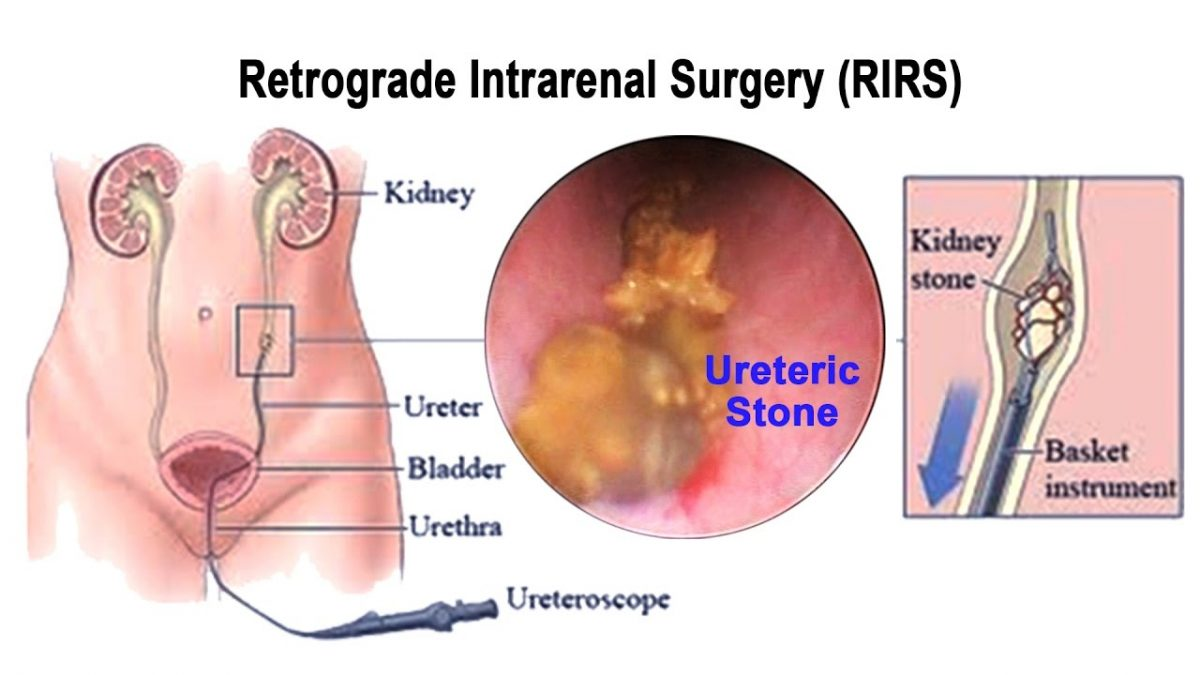 Retrograde Intrarenal Surgery (RIRS)
Kidney
Ureter
Bladder
Urethra
Ureteroscope
Ureteric
Stone
Kidney
stone
Basket
instrument